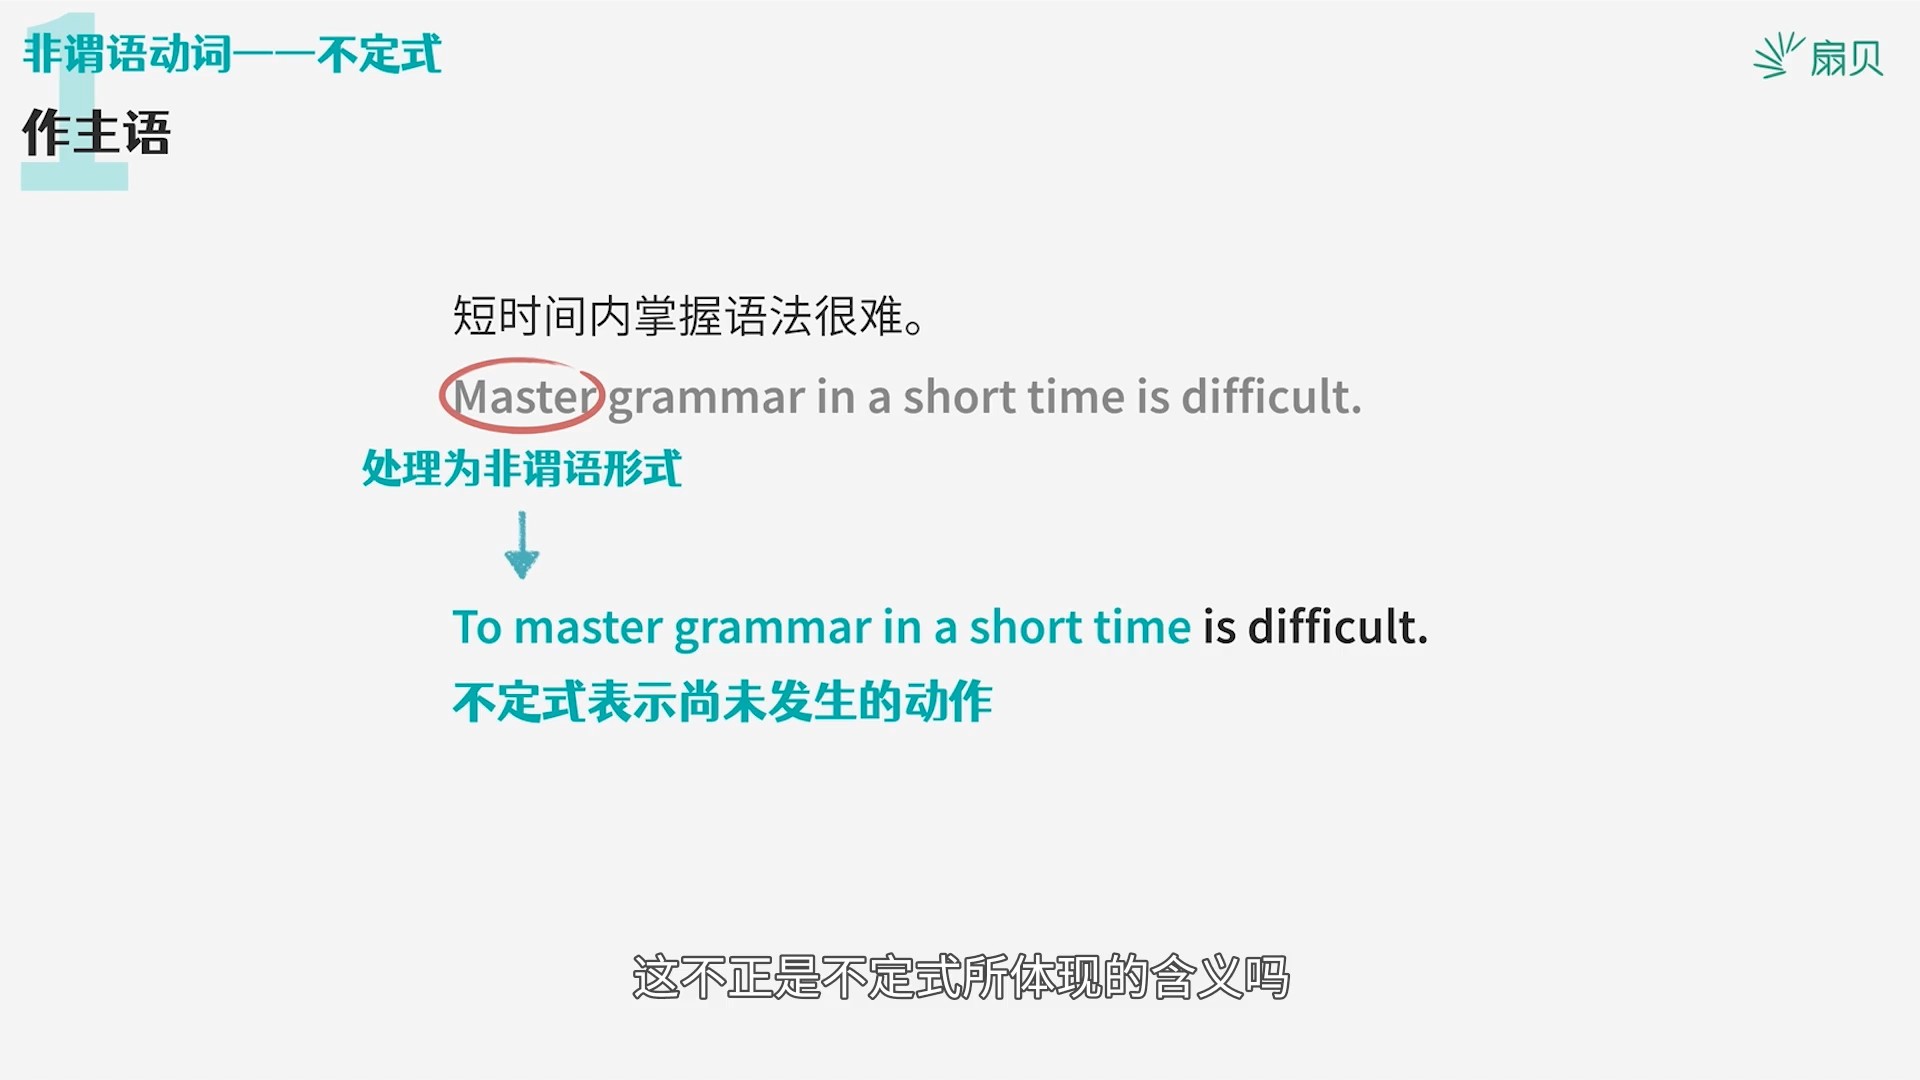 非谓语动词——不定式
扇贝
1
作主语
短时间内掌握语法很难。
Master grammar in a short time is difficult.
处理为非谓语形式
To master grammar in a short time is difficult.
不定式表示尚未发生的动作
这不正是不定式所体现的含义吗